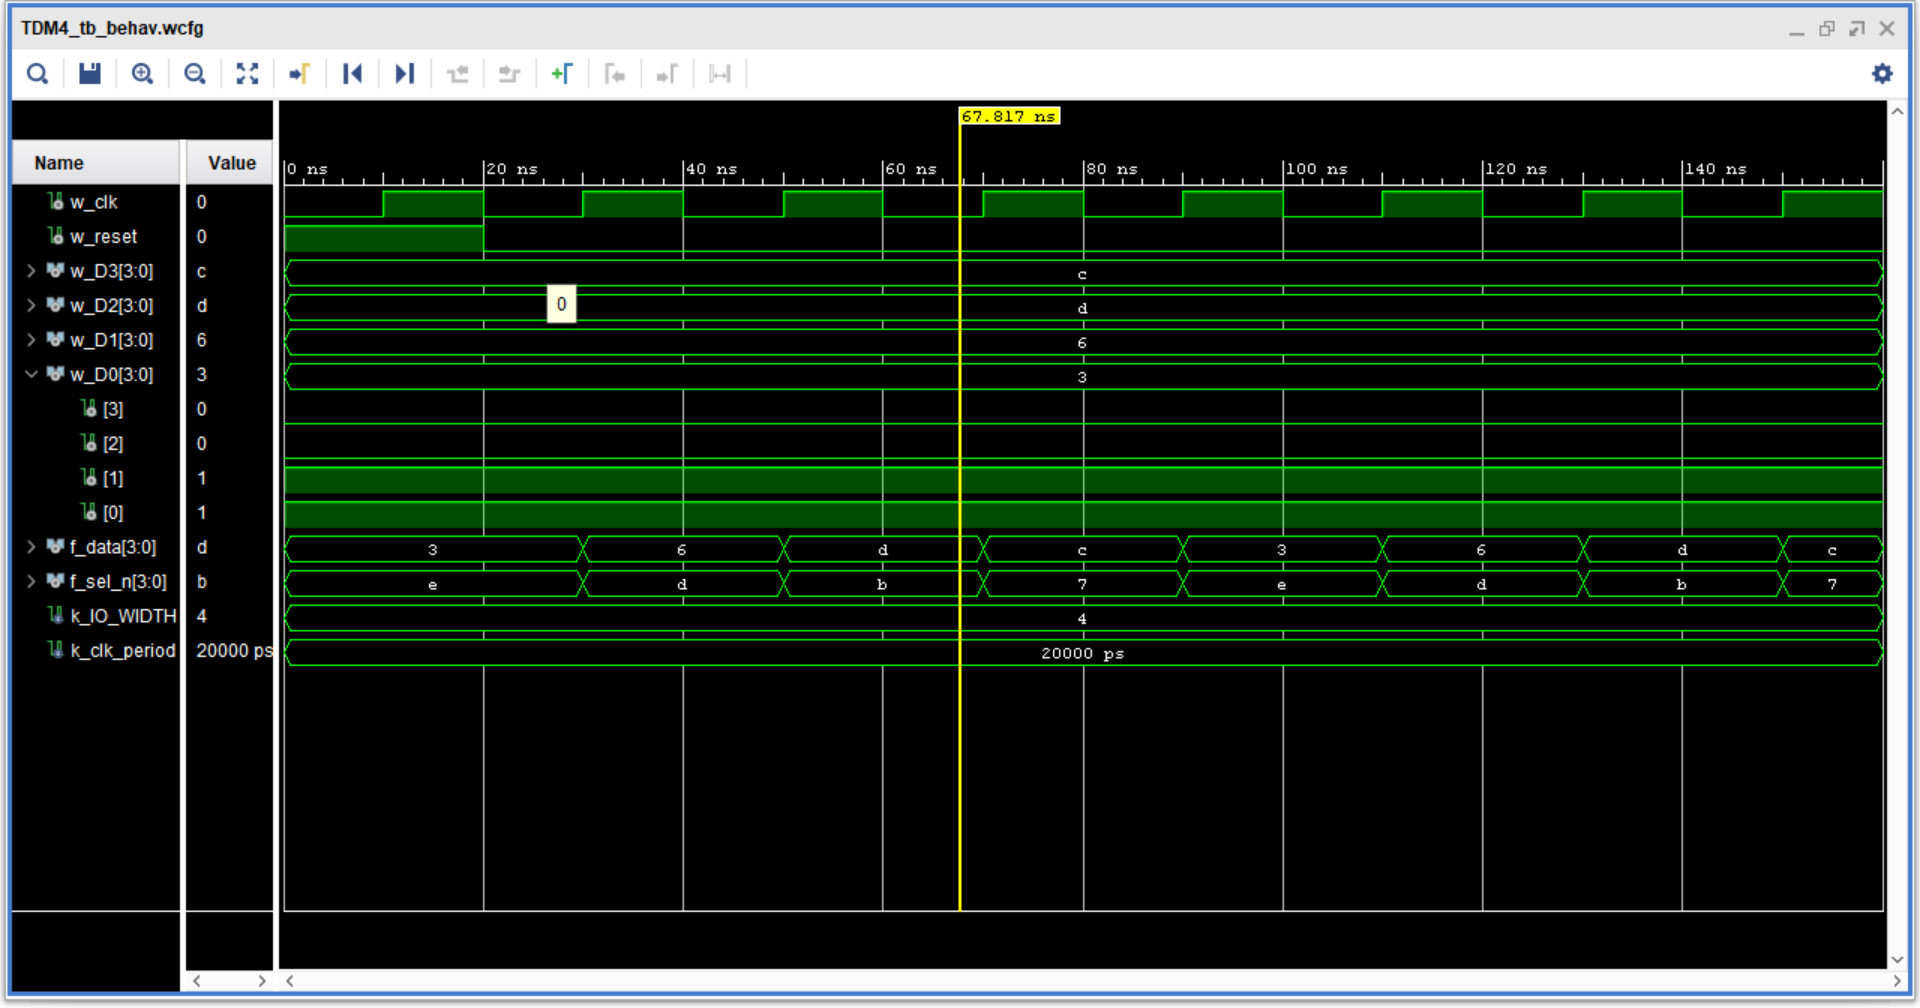 TDM4_tb_behav.wcfg
67.817 ns
Name Value
0 ns 20 ns 40 ns 60 ns 80 ns 100 ns 120 ns 140 ns
w_clk 0
w_reset 0
w_D3[3:0] c c
0
w_D2[3:0] d d
w_D1[3:0] 6 6
w_D0[3:0] 3 3
[3] 0
[2] 0
[1] 1
[0] 1
f_data[3:0] d 3 6 d c 3 6 d c
f_sel_n[3:0] b e d b 7 e d b 7
k_IO_WIDTH 4 4
k_clk_period 20000 ps 20000 ps